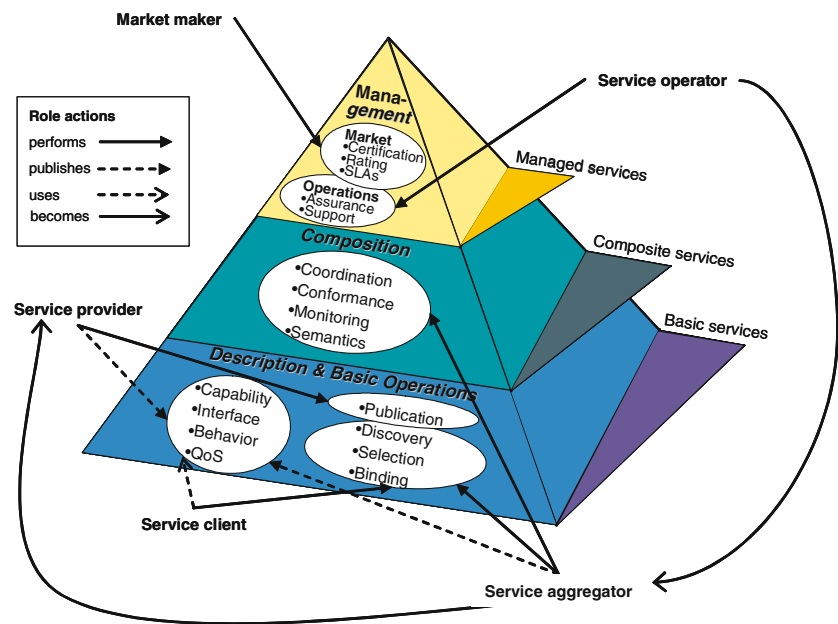 Market maker
Service operator
Role actions
performs
publishes
uses
becomes
Mana-
gement
Market
•Certification
•Rating
•SLAs
Operations
•Assurance
•Support
Managed services
Composition
•Coordination
•Conformance
•Monitoring
•Semantics
Composite services
Service provider
Basic services
Description & Basic Operations
•Capability
•Interface
•Behavior
•QoS
•Publication
•Discovery
•Selection
•Binding
Service client
Service aggregator